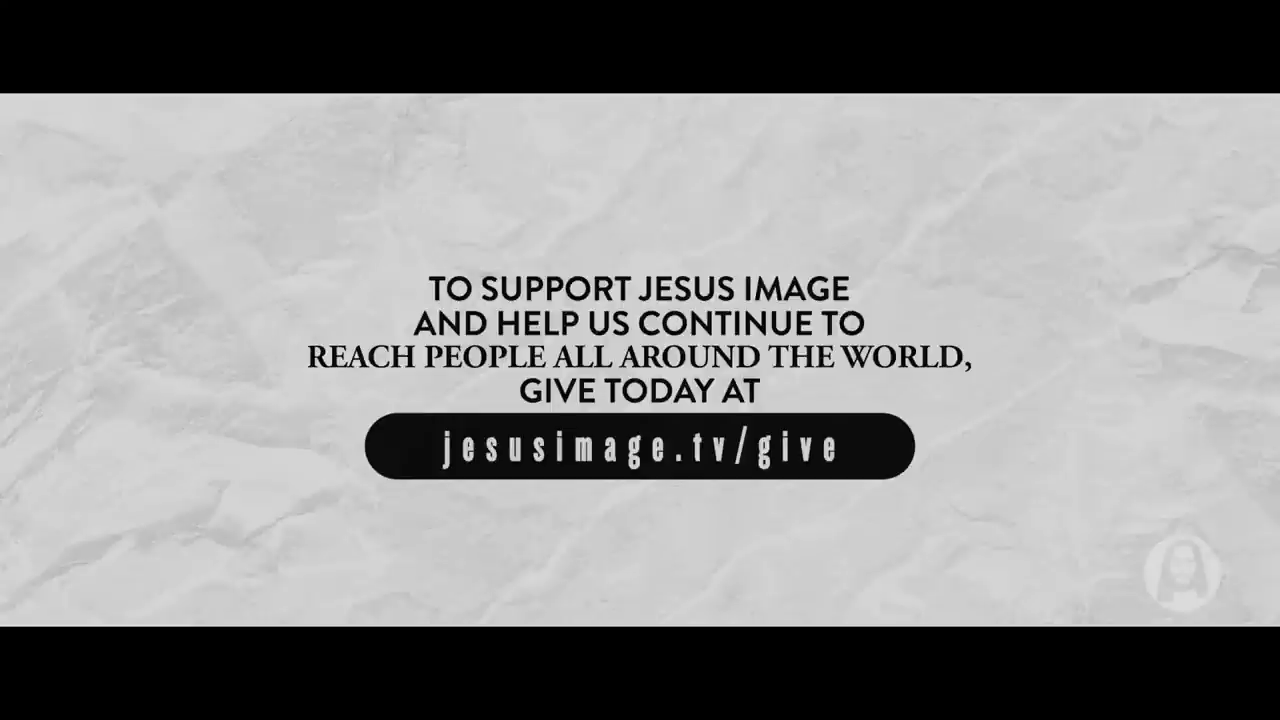 TO SUPPORT JESUS IMAGE
AND HELP US CONTINUE TO
REACH PEOPLE ALL AROUND THE WORLD,
GIVE TODAY AT
jesusimage.tv/give